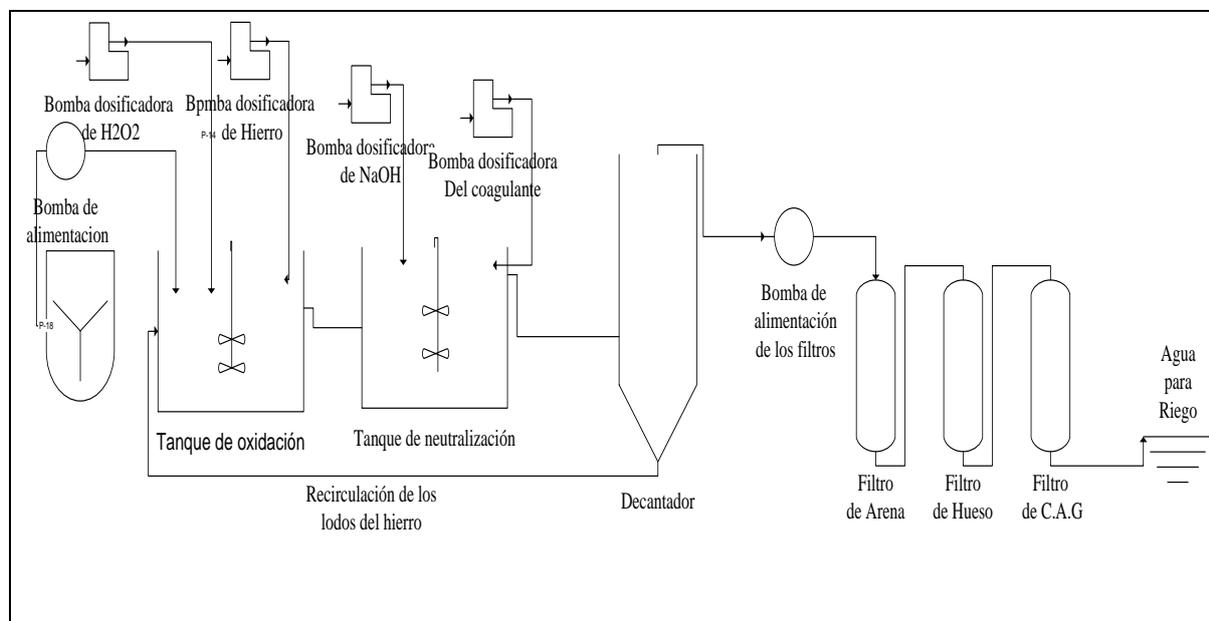 Bomba dosificadora
de H2O2
Bpmba dosificadora
de Hierro
P-14
Bomba dosificadora
de NaOH
Bomba dosificadora
Del coagulante
Bomba de
alimentacion
P-18
Tanque de oxidación
Tanque de neutralización
Recirculación de los
lodos del hierro
Decantador
Bomba de
alimentación
de los filtros
Filtro
de Arena
Filtro
de Hueso
Filtro
de C.A.G
Agua
para
Riego